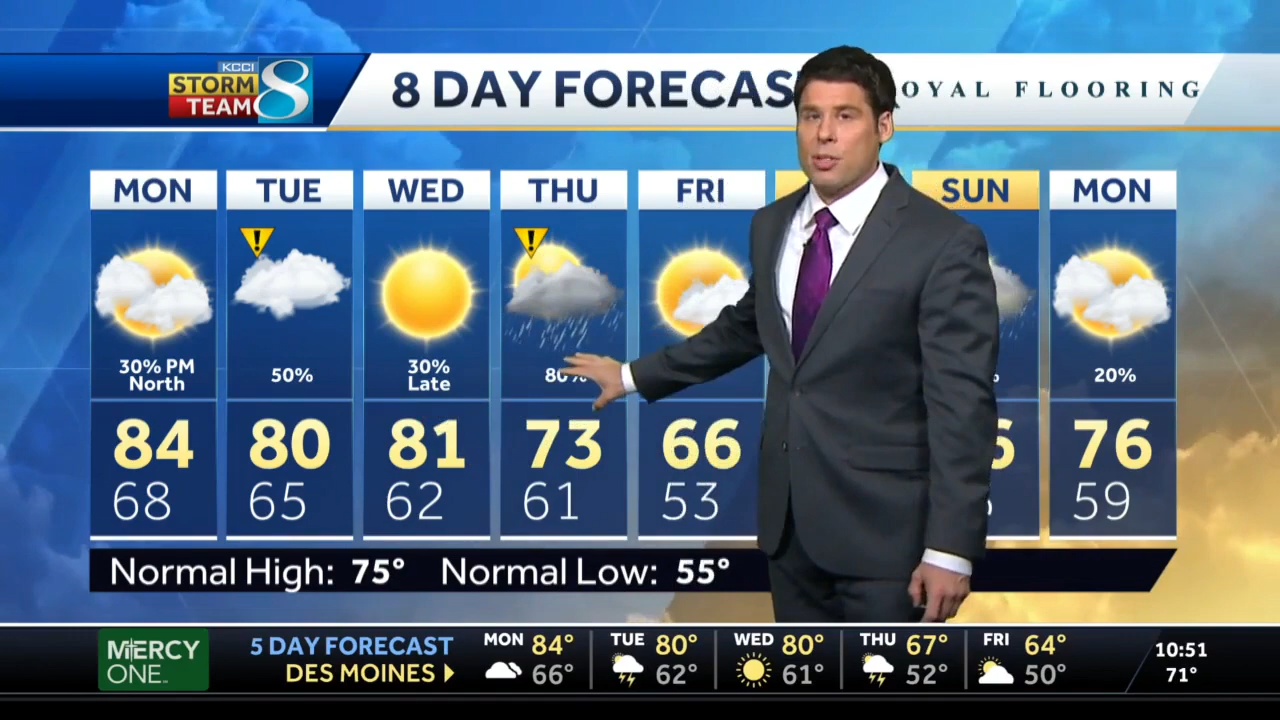 KCCI
STORM
TEAM
8
8 DAY FORECAS
OYAL FLOORING
MON
TUE
WED
THU
FRI
SUN
MON
!
!
30% PM
North
50%
30%
Late
80%
20%
84
80
81
73
66
76
68
65
62
61
53
59
Normal High: 75° Normal Low: 55°
MERCY
ONE
5 DAY FORECAST
DES MOINES
MON 84°
66°
TUE 80°
62°
WED 80°
61°
THU 67°
52°
FRI 64°
50°
10:51
71°